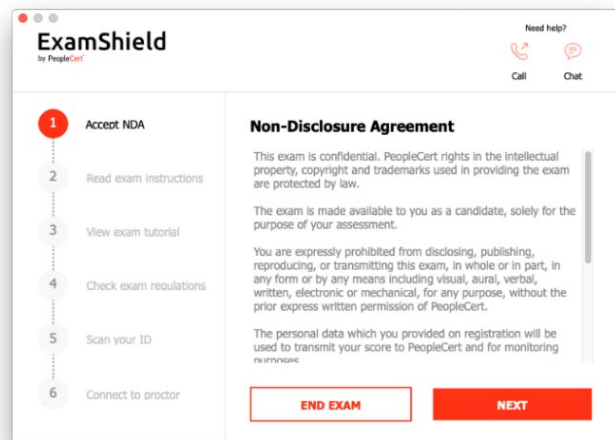 Need help?
ExamShield
by PeopleCert
Call
Chat
1
Accept NDA
2
Read exam instructions
3
View exam tutorial
4
Check exam regulations
5
Scan your ID
6
Connect to proctor
Non-Disclosure Agreement
This exam is confidential. PeopleCert rights in the intellectual
property, copyright and trademarks used in providing the exam
are protected by law.
The exam is made available to you as a candidate, solely for the
purpose of your assessment.
You are expressly prohibited from disclosing, publishing,
reproducing, or transmitting this exam, in whole or in part, in
any form or by any means including visual, aural, verbal,
written, electronic or mechanical, for any purpose, without the
prior express written permission of PeopleCert.
The personal data which you provided on registration will be
used to transmit your score to PeopleCert and for monitoring
purposes
END EXAM
NEXT